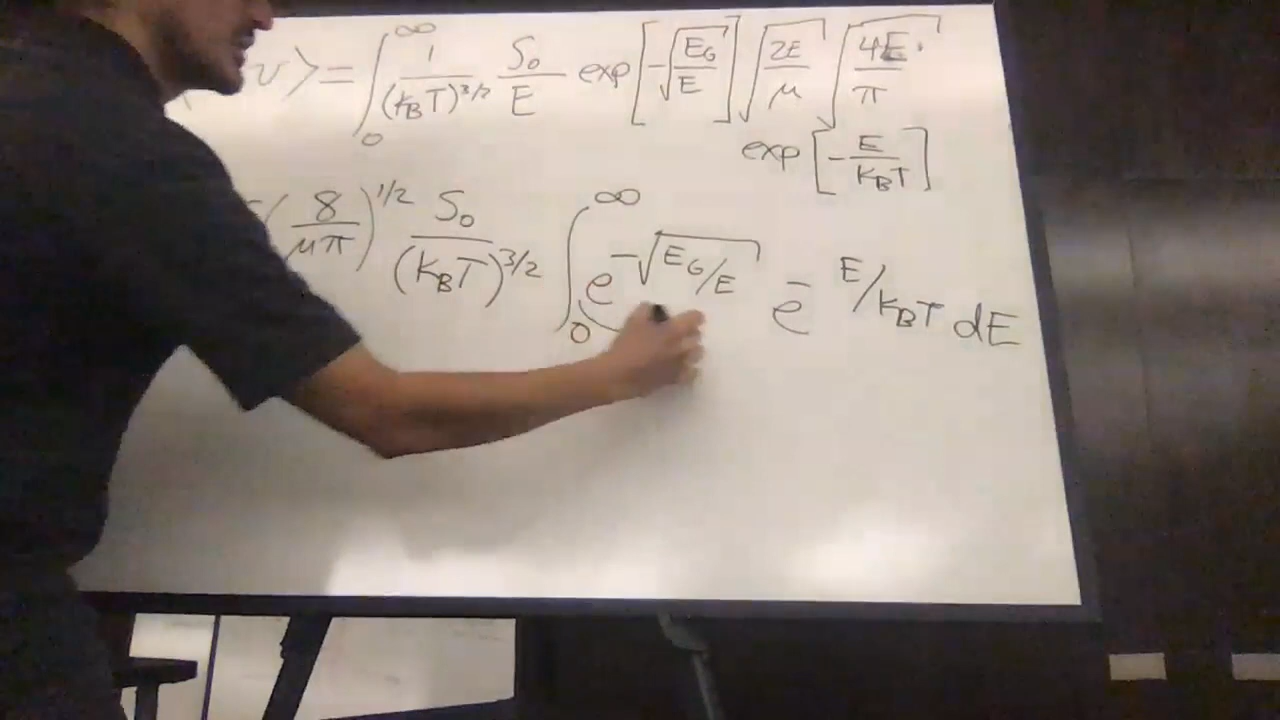 v⟩ = ∫₀^∞ 1/(k_BT)^{3/2} S₀/E exp[-√E_G/√E] √(2E/μ) √(4E/π)
exp[-E/k_BT]
(8/μπ)^{1/2} S₀/(k_BT)^{3/2} ∫₀^∞ e^{-√(E_G/E)} e^{-E/k_BT} dE